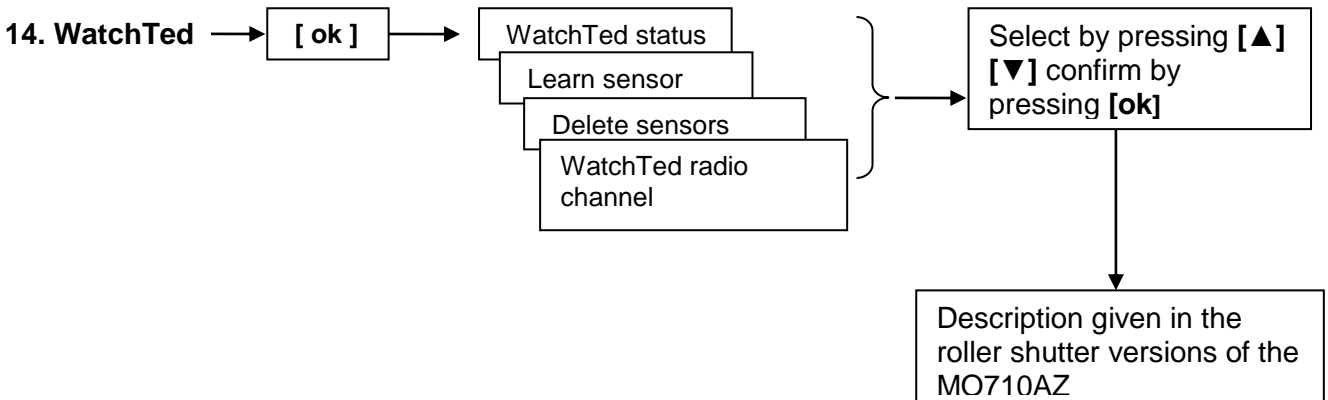 14. WatchTed
[ ok ]
WatchTed status
Learn sensor
Delete sensors
WatchTed radio
channel
Select by pressing [▲]
[▼] confirm by
pressing [ok]
Description given in the
roller shutter versions of the
MO710AZ